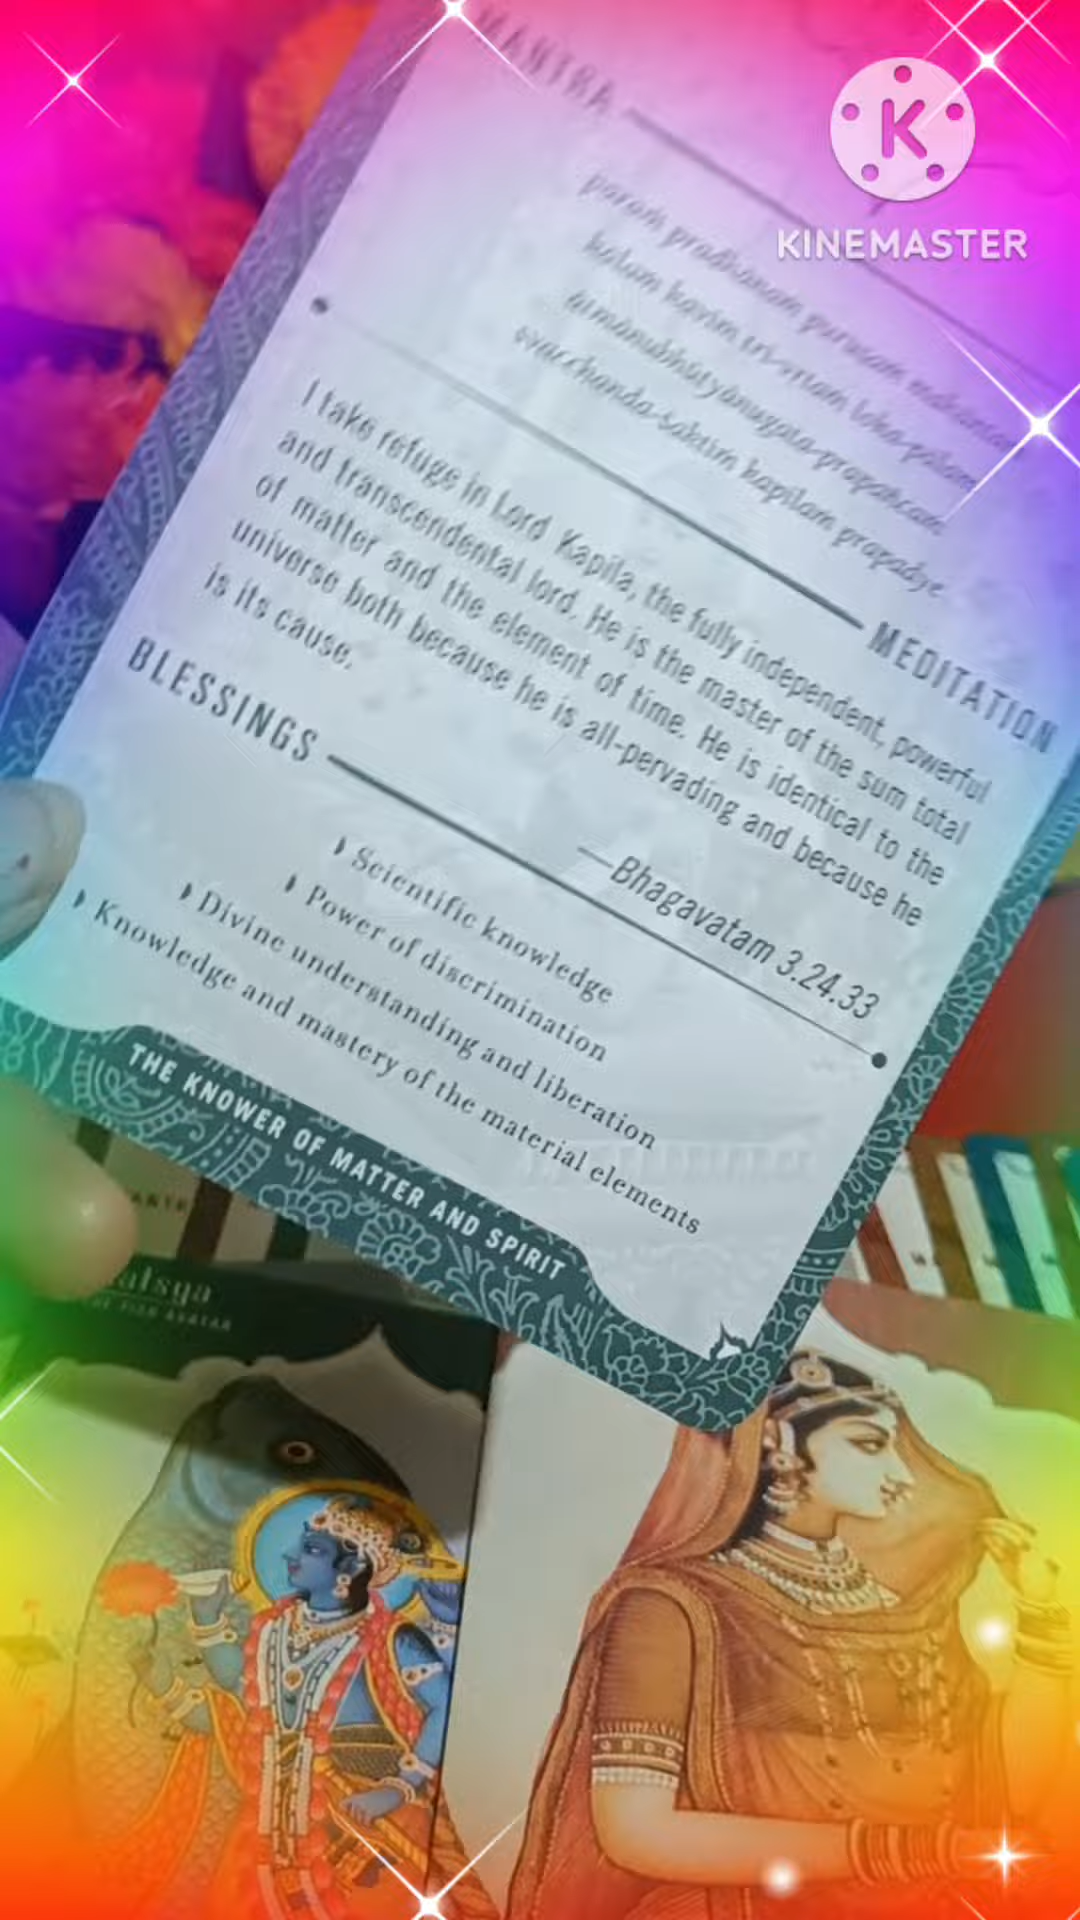 KINEMASTER
MANTRA
param pradhanam purusam mahantam
kalam kavim tri-vrtam loka-palam
svacchanda-saktim kapilam prapadye
MEDITATION
I take refuge in Lord Kapila, the fully independent, powerful
and transcendental lord. He is the master of the sum total
of matter and the element of time. He is identical to the
universe both because he is all-pervading and because he
is its cause.
—Bhagavatam 3.24.33
BLESSINGS
Scientific knowledge
Power of discrimination
Divine understanding and liberation
Knowledge and mastery of the material elements
THE KNOWER OF MATTER AND SPIRIT